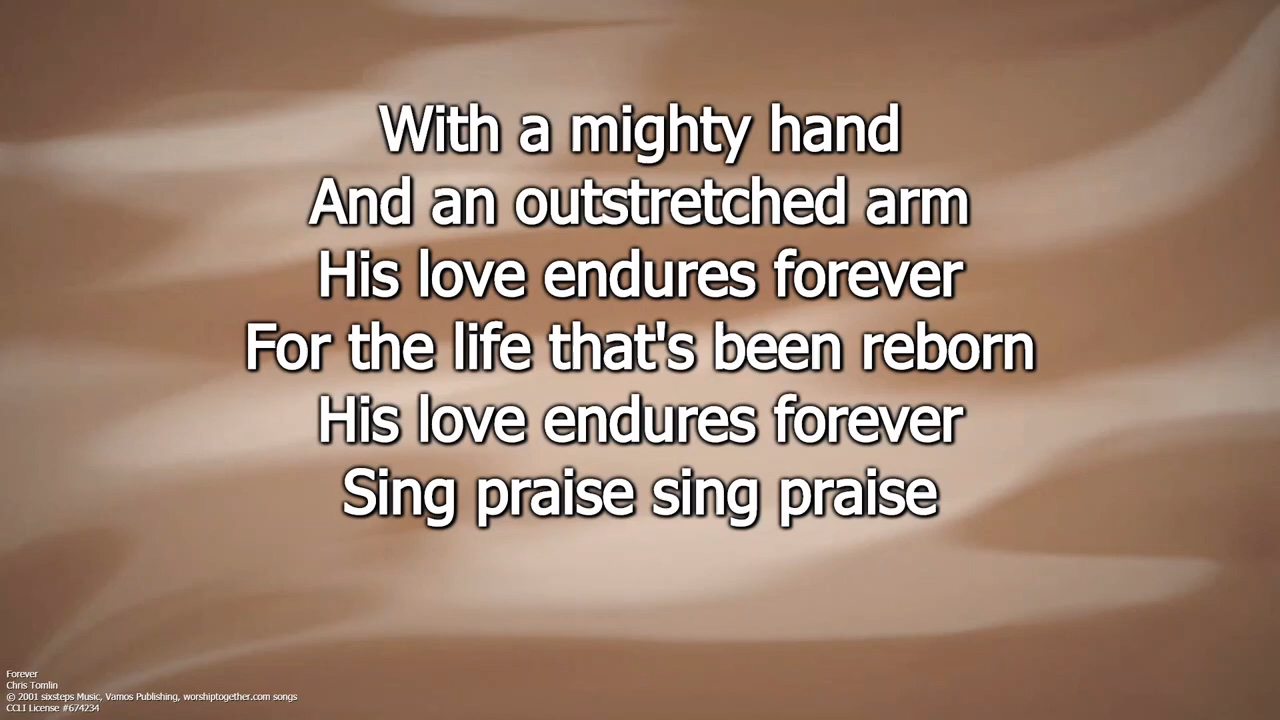 With a mighty hand
And an outstretched arm
His love endures forever
For the life that's been reborn
His love endures forever
Sing praise sing praise
Forever
Chris Tomlin
© 2001 sixsteps Music, Vamos Publishing, worshiptogether.com songs
CCLI License #674234